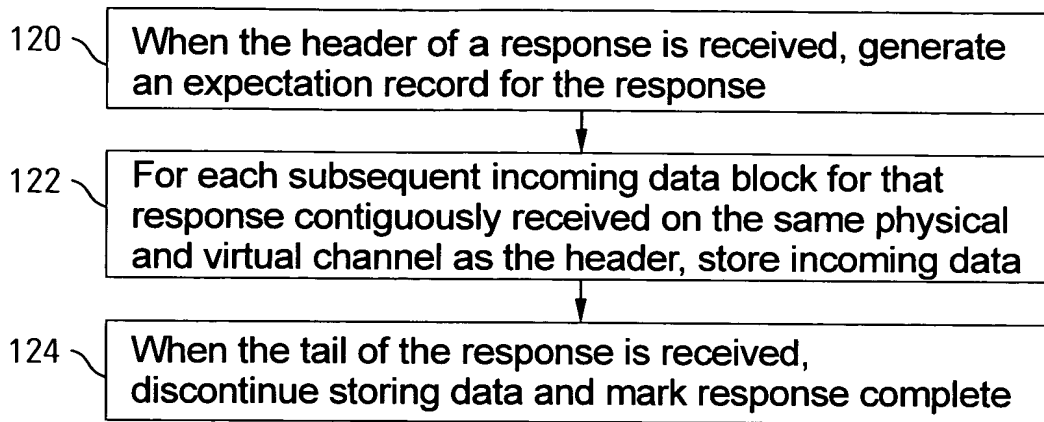 120
When the header of a response is received, generate
an expectation record for the response
122
For each subsequent incoming data block for that
response contiguously received on the same physical
and virtual channel as the header, store incoming data
124
When the tail of the response is received,
discontinue storing data and mark response complete